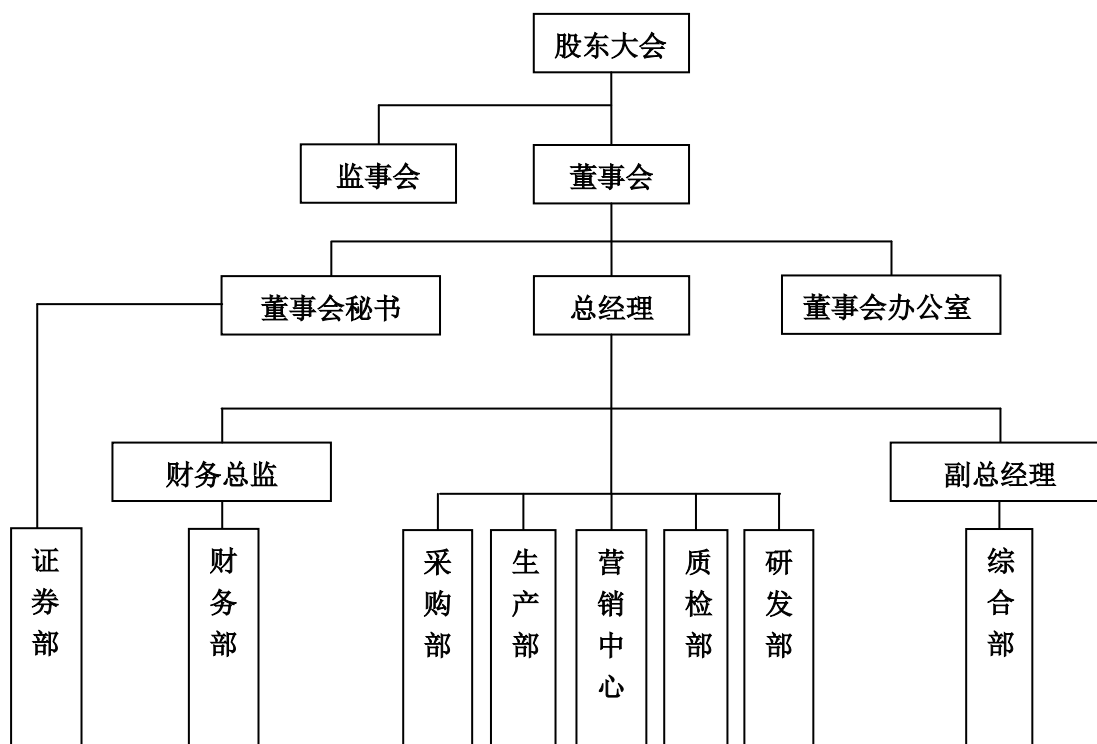 股东大会
监事会
董事会
董事会秘书
总经理
董事会办公室
财务总监
副总经理
证券部
财务部
采购部
生产部
营销中心
质检部
研发部
综合部